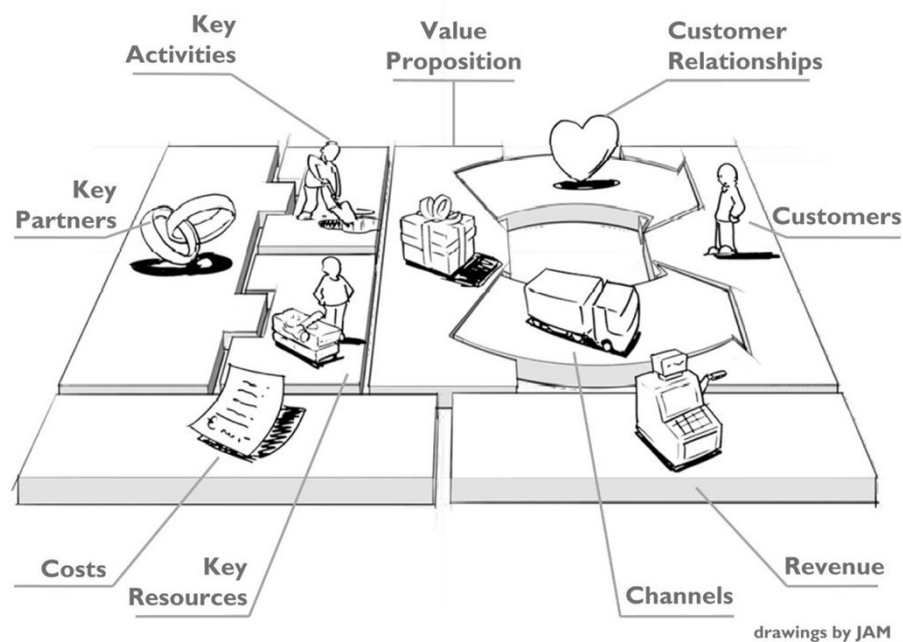 Key
Activities
Value
Proposition
Customer
Relationships
Key
Partners
Customers
Costs
Key
Resources
Channels
Revenue
drawings by JAM